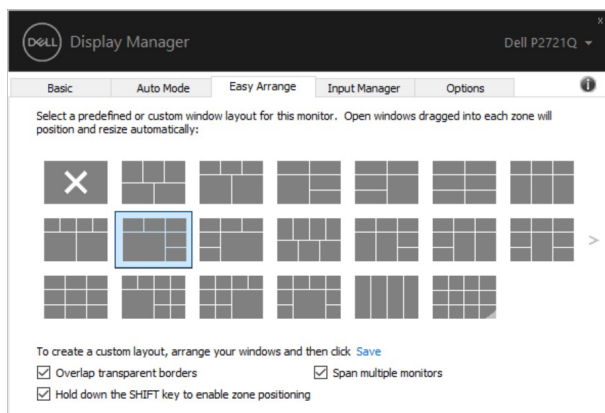 DELL Display Manager
Dell P2721Q
Basic
Auto Mode
Easy Arrange
Input Manager
Options
Select a predefined or custom window layout for this monitor. Open windows dragged into each zone will
position and resize automatically:
To create a custom layout, arrange your windows and then click Save
Overlap transparent borders
Span multiple monitors
Hold down the SHIFT key to enable zone positioning